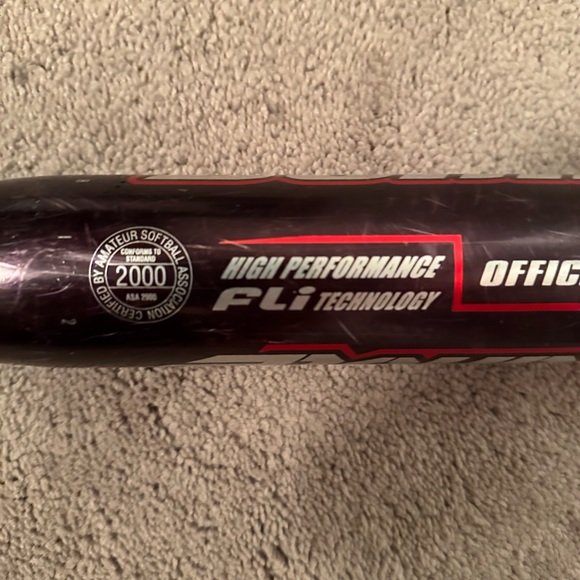 CERTIFIED BY AMATEUR SOFTBALL ASSOCIATION
CONFORMS TO
STANDARD
2000
ASA 2000
HIGH PERFORMANCE
FLi TECHNOLOGY
OFFIC